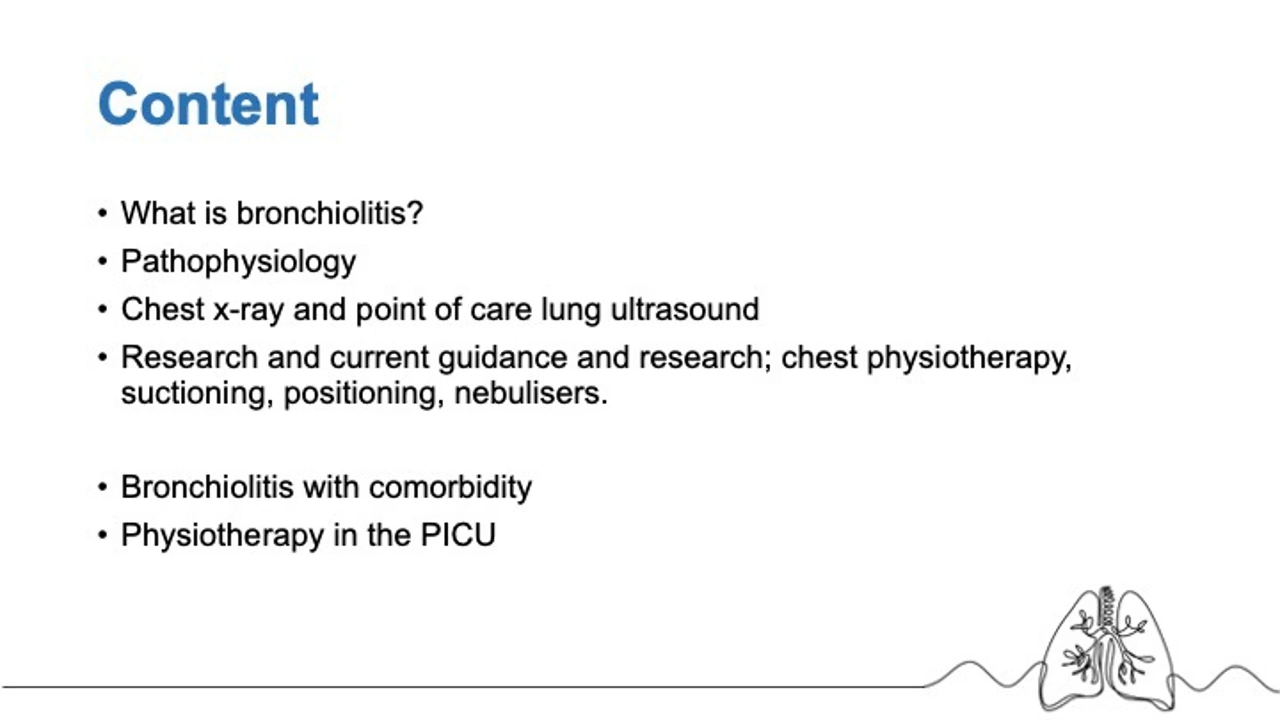 Content
• What is bronchiolitis?
• Pathophysiology
• Chest x-ray and point of care lung ultrasound
• Research and current guidance and research; chest physiotherapy,
suctioning, positioning, nebulisers.
• Bronchiolitis with comorbidity
• Physiotherapy in the PICU